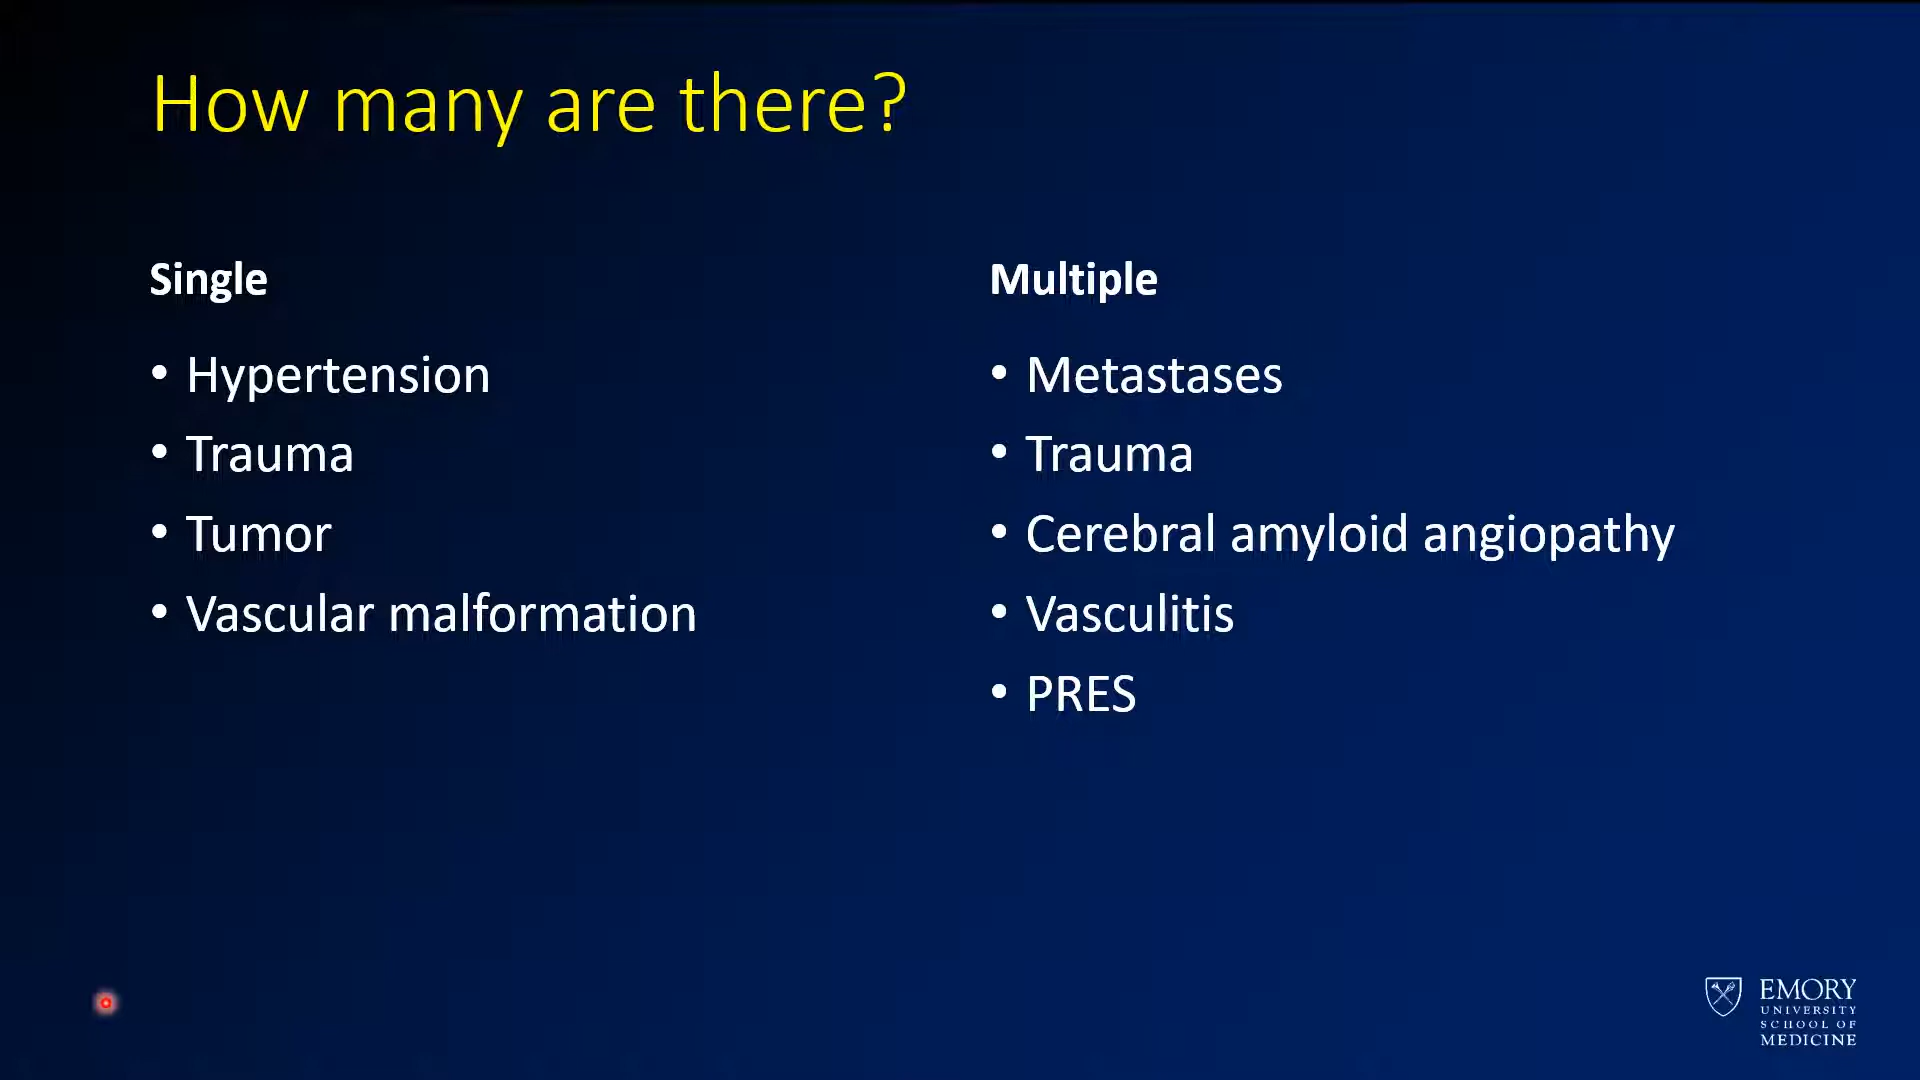 How many are there?
Single
• Hypertension
• Trauma
• Tumor
• Vascular malformation
Multiple
• Metastases
• Trauma
• Cerebral amyloid angiopathy
• Vasculitis
• PRES
EMORY
UNIVERSITY
SCHOOL OF
MEDICINE